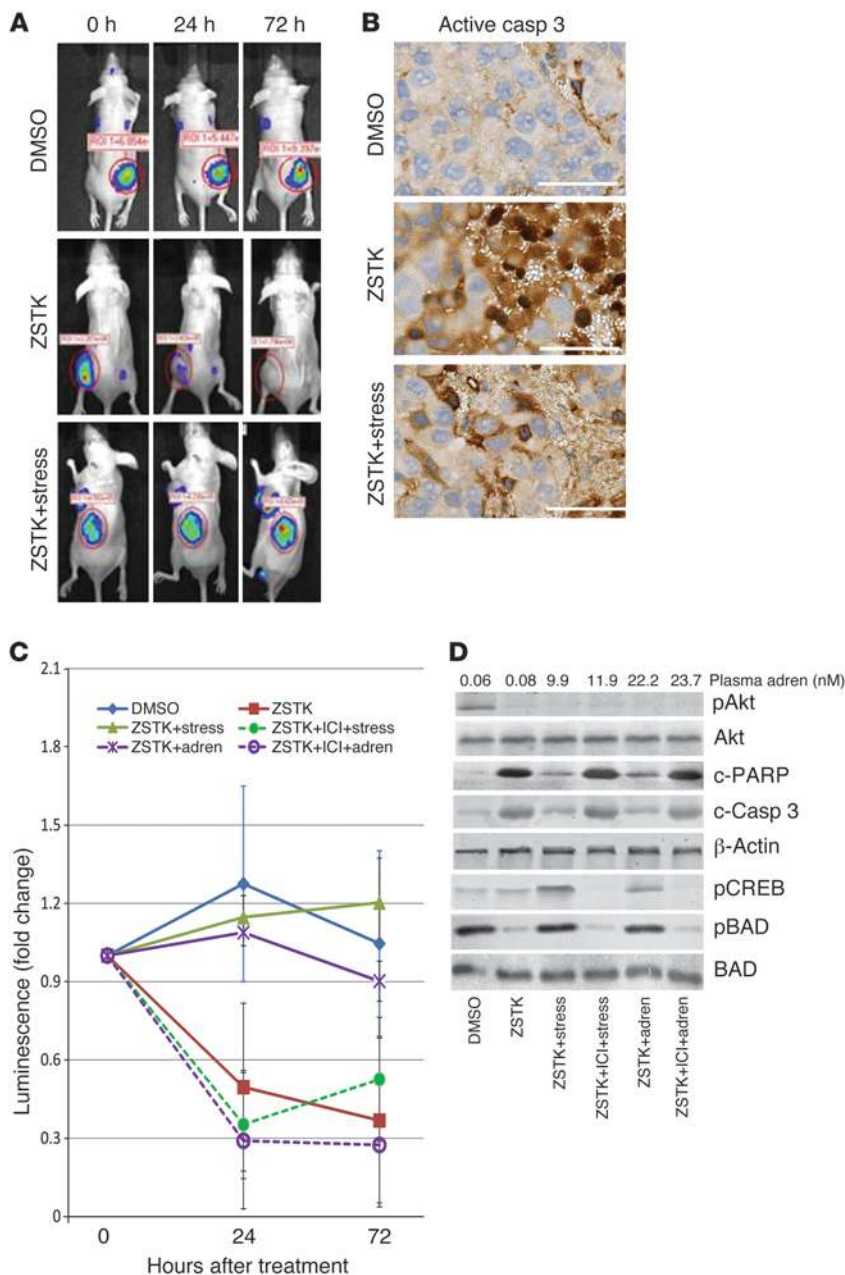 A
0 h 24 h 72 h
DMSO
ZSTK
ZSTK+stress
B
Active casp 3
DMSO
ZSTK
ZSTK+stress
C
2.1
1.8
1.5
1.2
0.9
0.6
0.3
0
DMSO ZSTK
ZSTK+stress ZSTK+ICI+stress
ZSTK+adren ZSTK+ICI+adren
Luminescence (fold change)
0 24 72
Hours after treatment
D
0.06 0.08 9.9 11.9 22.2 23.7 Plasma adren (nM)
pAkt
Akt
c-PARP
c-Casp 3
β-Actin
pCREB
pBAD
BAD
DMSO
ZSTK
ZSTK+stress
ZSTK+ICI+stress
ZSTK+adren
ZSTK+ICI+adren